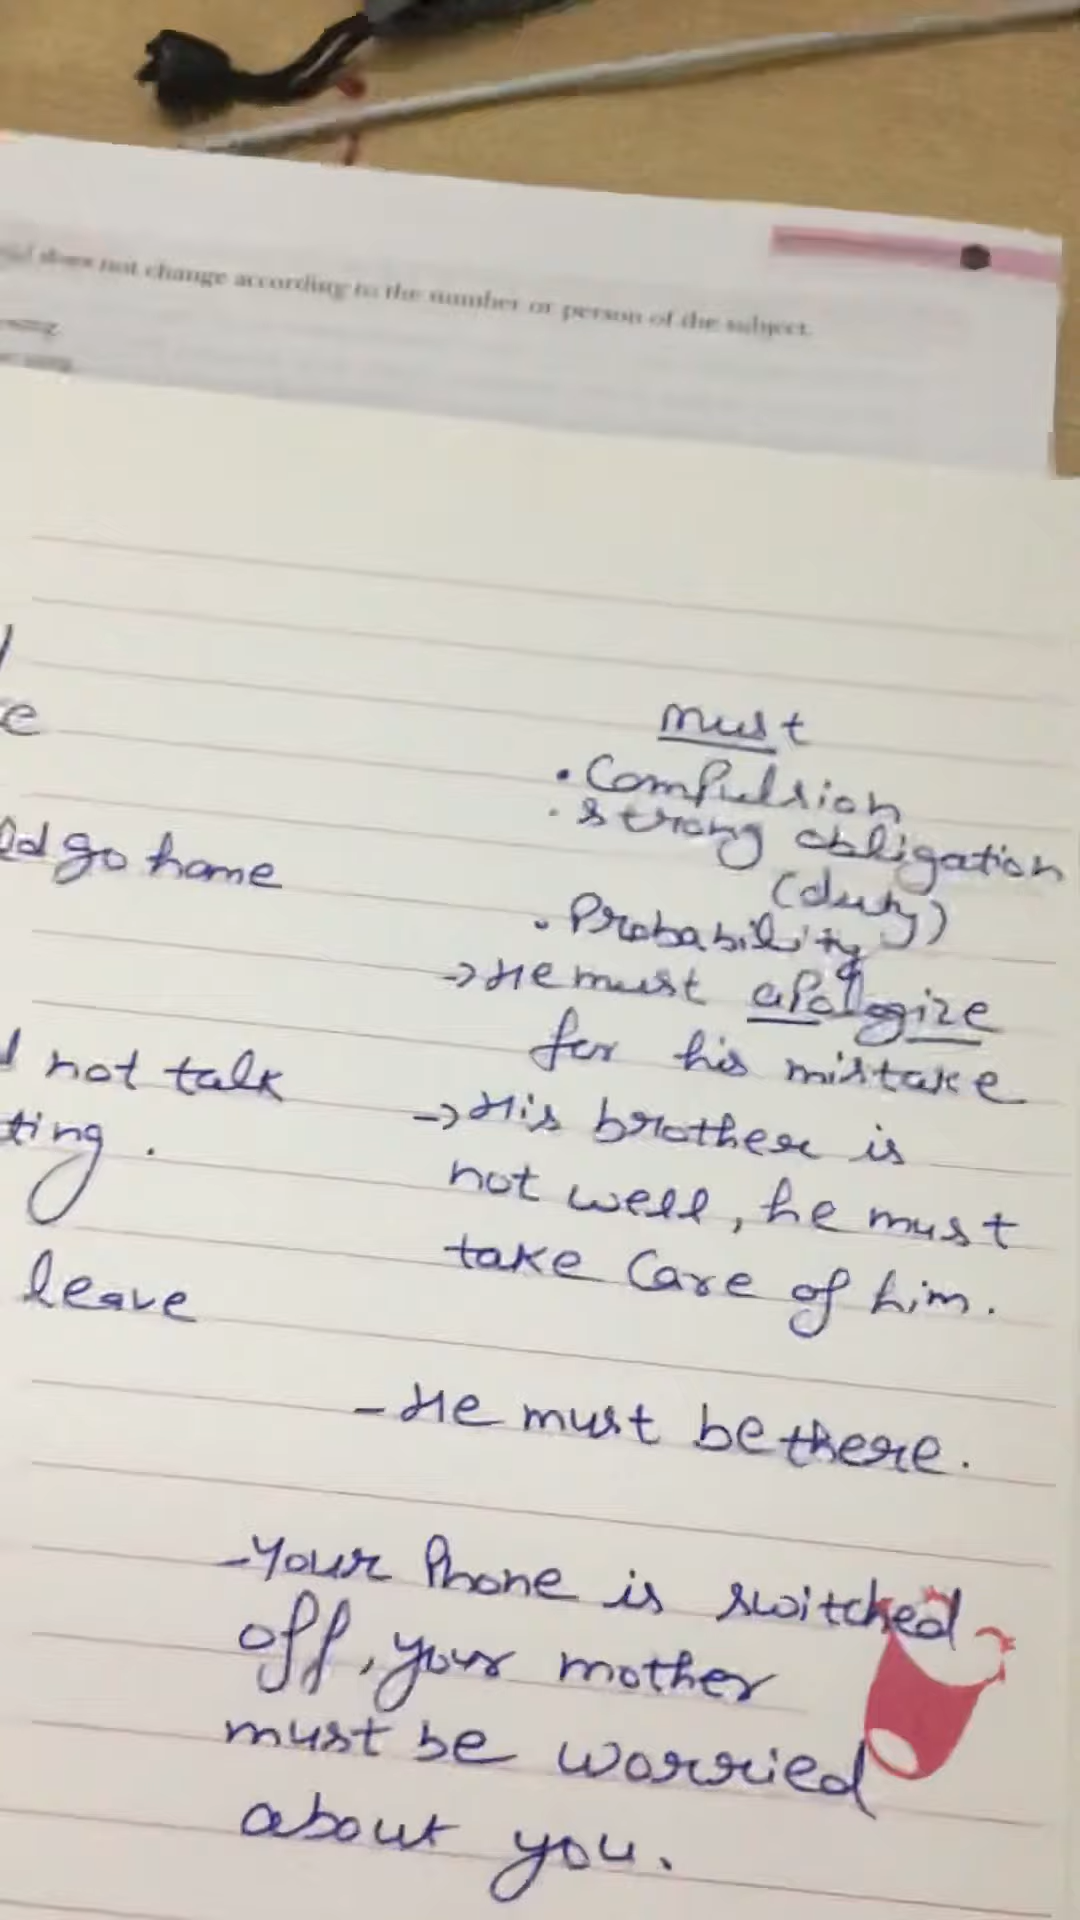 does not change according to the number or person of the subject.
must
• Compulsion
• strong obligation
(duty)
• Probability
go home
→ He must apologize
for his mistake
not talk
→ His brother is
not well, he must
take care of him.
leave
- He must be there.
- Your Phone is switched
off, your mother
must be worried
about you.